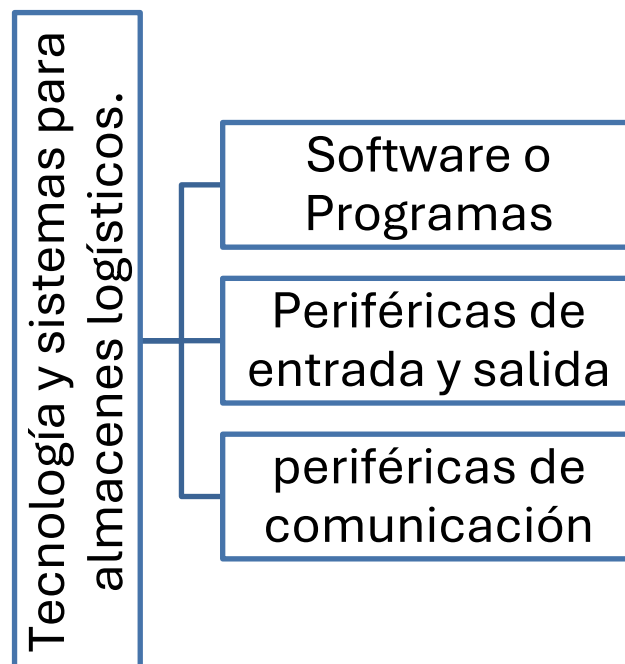 Tecnología y sistemas para
almacenes logísticos.
Software o
Programas
Periféricas de
entrada y salida
periféricas de
comunicación